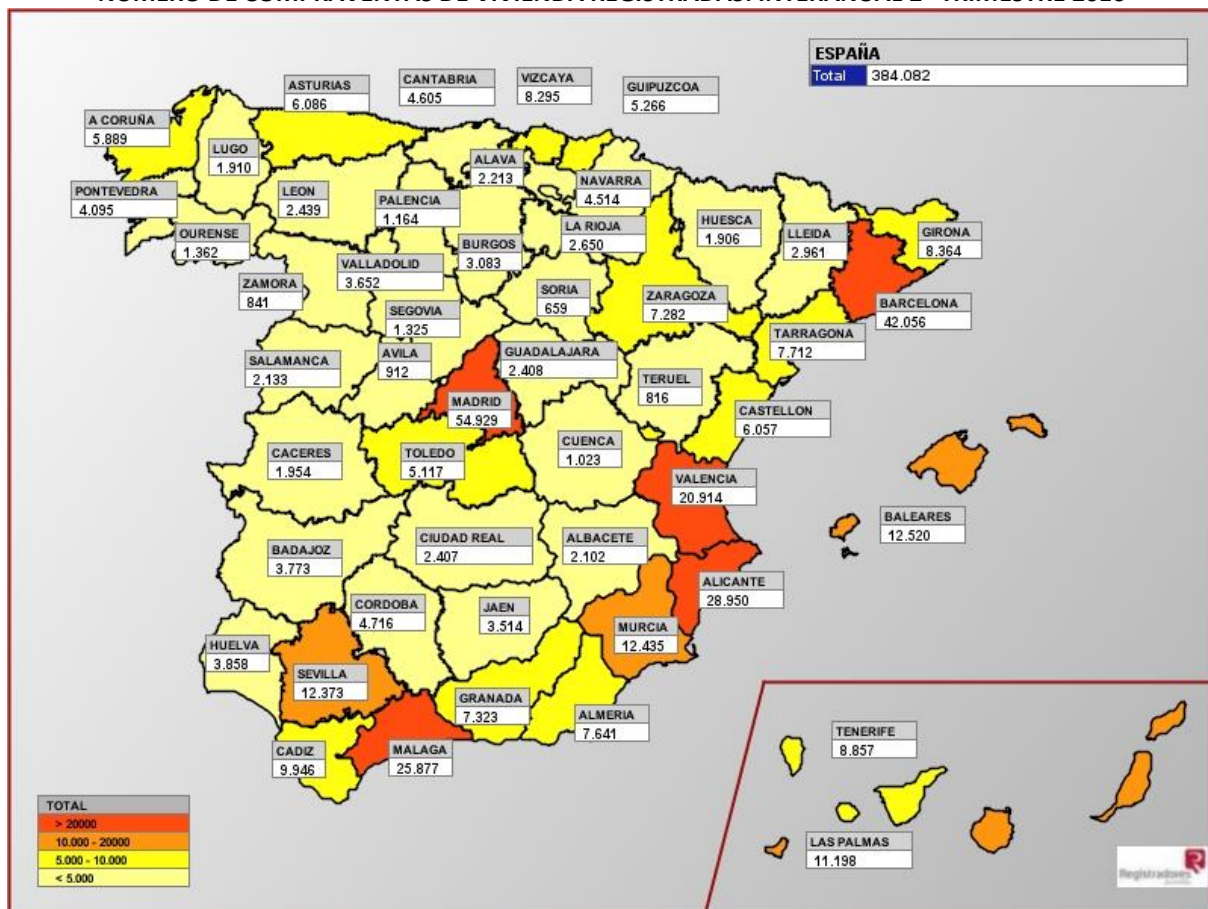 ESPAÑA
Total 384.082
ASTURIAS
6.086
CANTABRIA
4.605
VIZCAYA
8.295
GUIPUZCOA
5.266
A CORUÑA
5.889
LUGO
1.910
ALAVA
2.213
NAVARRA
4.514
PONTEVEDRA
4.095
LEON
2.439
PALENCIA
1.164
HUESCA
1.906
OURENSE
1.362
BURGOS
3.083
LA RIOJA
2.650
LLEIDA
2.961
GIRONA
8.364
ZAMORA
841
VALLADOLID
3.652
SORIA
659
ZARAGOZA
7.282
BARCELONA
42.056
SEGOVIA
1.325
TARRAGONA
7.712
SALAMANCA
2.133
AVILA
912
GUADALAJARA
2.408
TERUEL
816
MADRID
54.929
CASTELLON
6.057
CACERES
1.954
TOLEDO
5.117
CUENCA
1.023
VALENCIA
20.914
BALEARES
12.520
BADAJOZ
3.773
CIUDAD REAL
2.407
ALBACETE
2.102
ALICANTE
28.950
CORDOBA
4.716
JAEN
3.514
MURCIA
12.435
HUELVA
3.858
SEVILLA
12.373
GRANADA
7.323
ALMERIA
7.641
CADIZ
9.946
MALAGA
25.877
TENERIFE
8.857
LAS PALMAS
11.198
TOTAL
> 20000
10.000 - 20000
5.000 - 10.000
< 5.000
Registradores